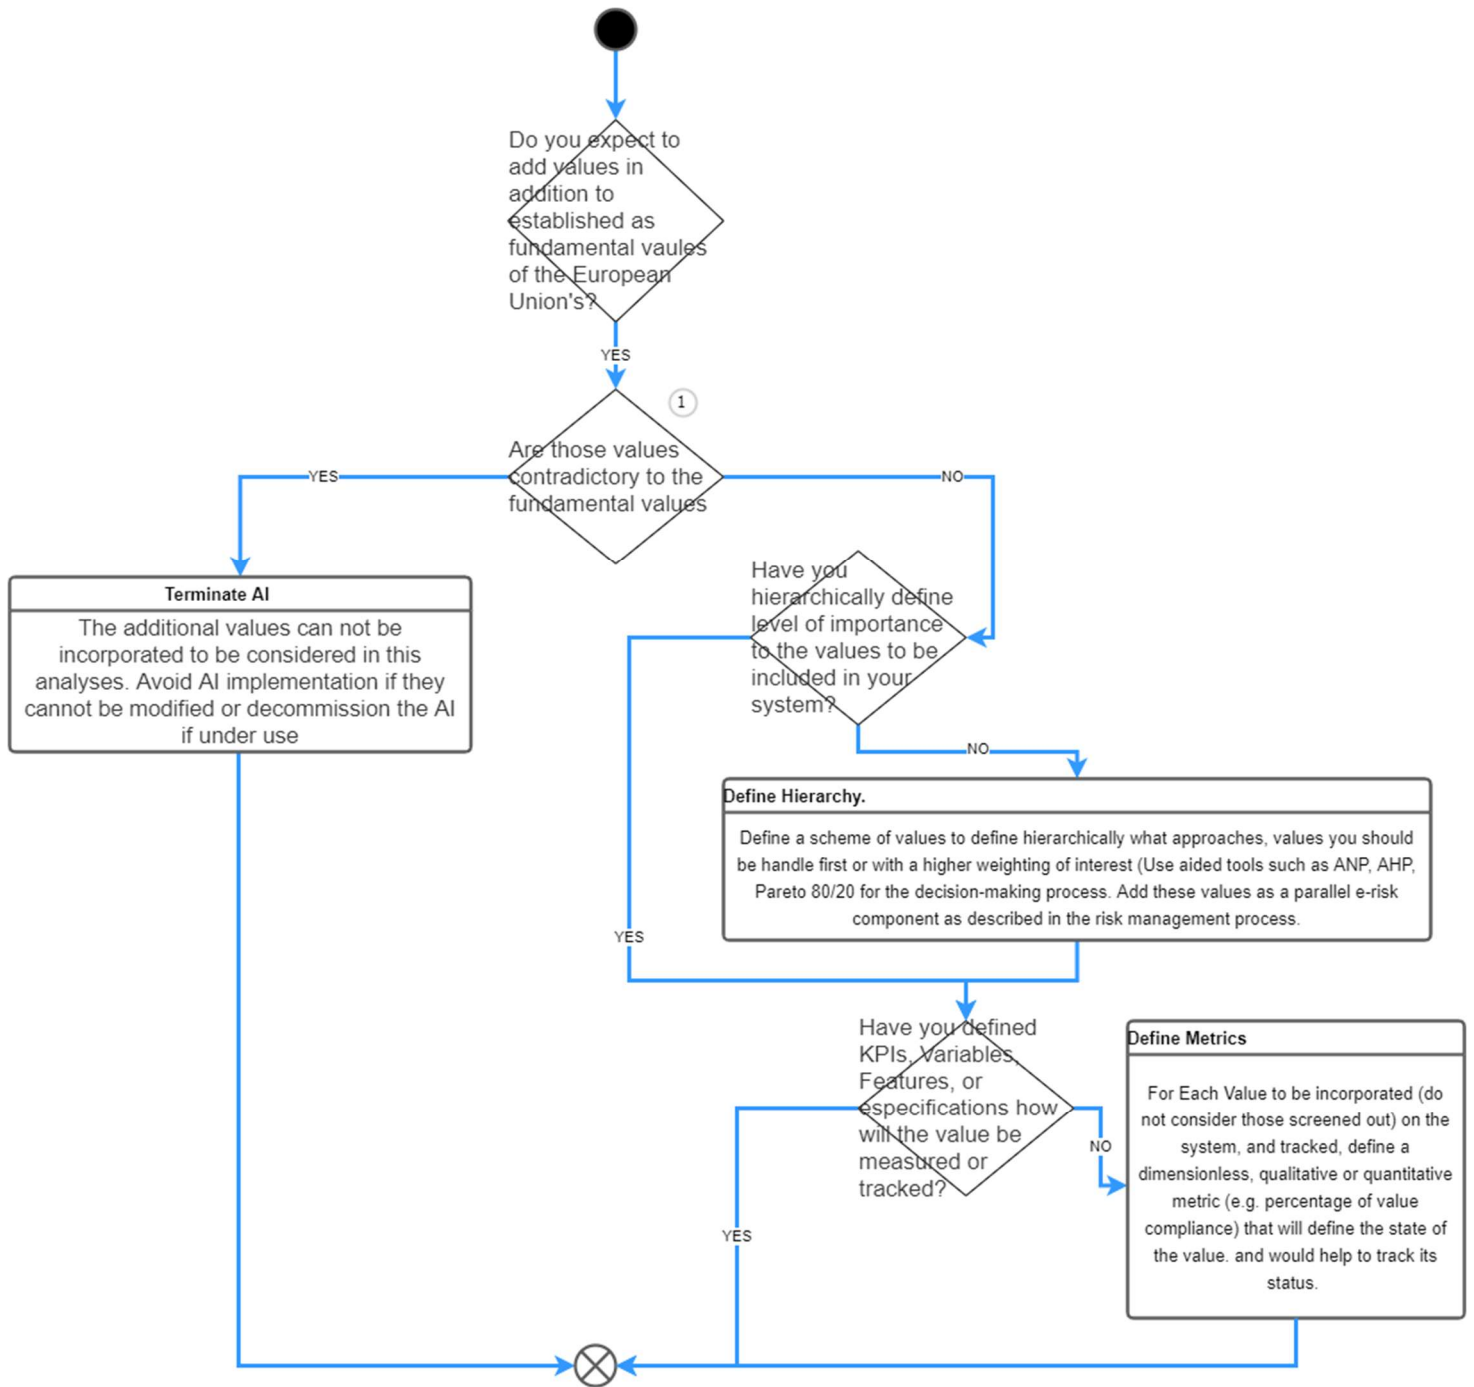 Do you expect to
add values in
addition to
established as
fundamental vaules
of the European
Union's?
YES
1
Are those values
contradictory to the
fundamental values
YES
NO
Terminate AI
The additional values can not be
incorporated to be considered in this
analyses. Avoid AI implementation if they
cannot be modified or decommission the AI
if under use
Have you
hierarchically define
level of importance
to the values to be
included in your
system?
NO
Define Hierarchy.
Define a scheme of values to define hierarchically what approaches, values you should
be handle first or with a higher weighting of interest (Use aided tools such as ANP, AHP,
Pareto 80/20 for the decision-making process. Add these values as a parallel e-risk
component as described in the risk management process.
YES
Have you defined
KPIs, Variables,
Features, or
especifications how
will the value be
measured or
tracked?
NO
YES
Define Metrics
For Each Value to be incorporated (do
not consider those screened out) on the
system, and tracked, define a
dimensionless, qualitative or quantitative
metric (e.g. percentage of value
compliance) that will define the state of
the value. and would help to track its
status.